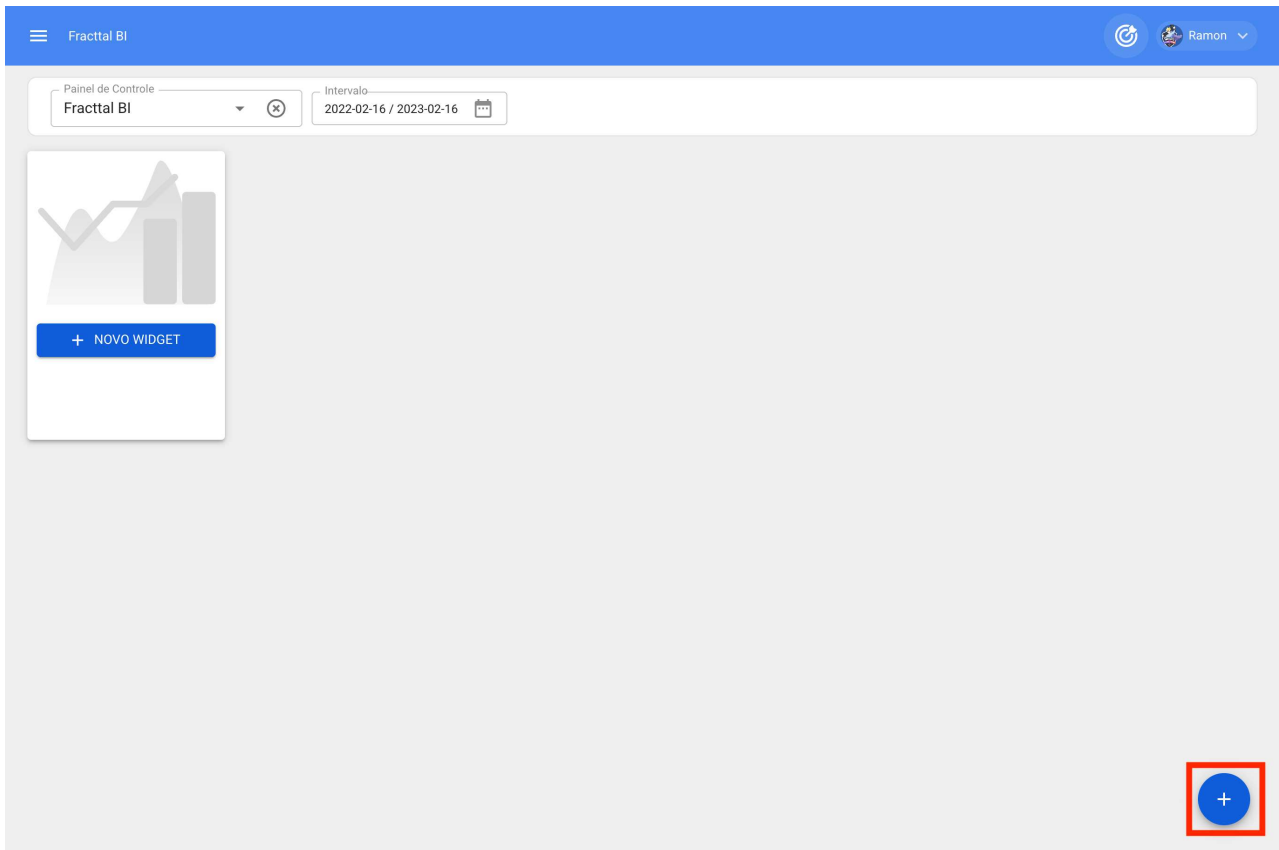 Fracttal BI
Ramon
Painel de Controle
Fracttal BI
Intervalo
2022-02-16 / 2023-02-16
+ NOVO WIDGET
+